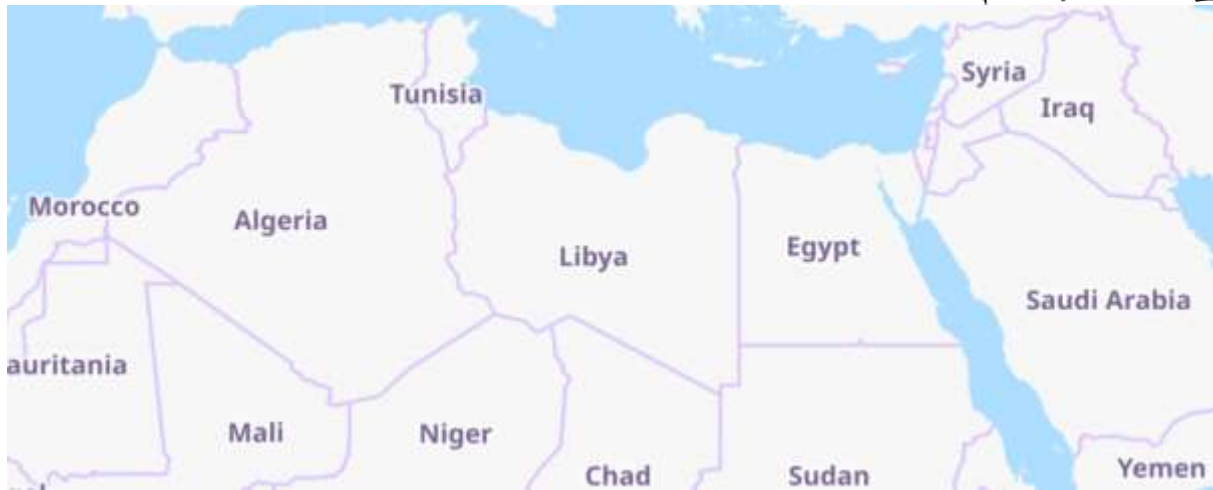 Syria
Tunisia
Iraq
Morocco
Algeria
Egypt
Libya
Saudi Arabia
auritania
Mali
Niger
Chad
Sudan
Yemen